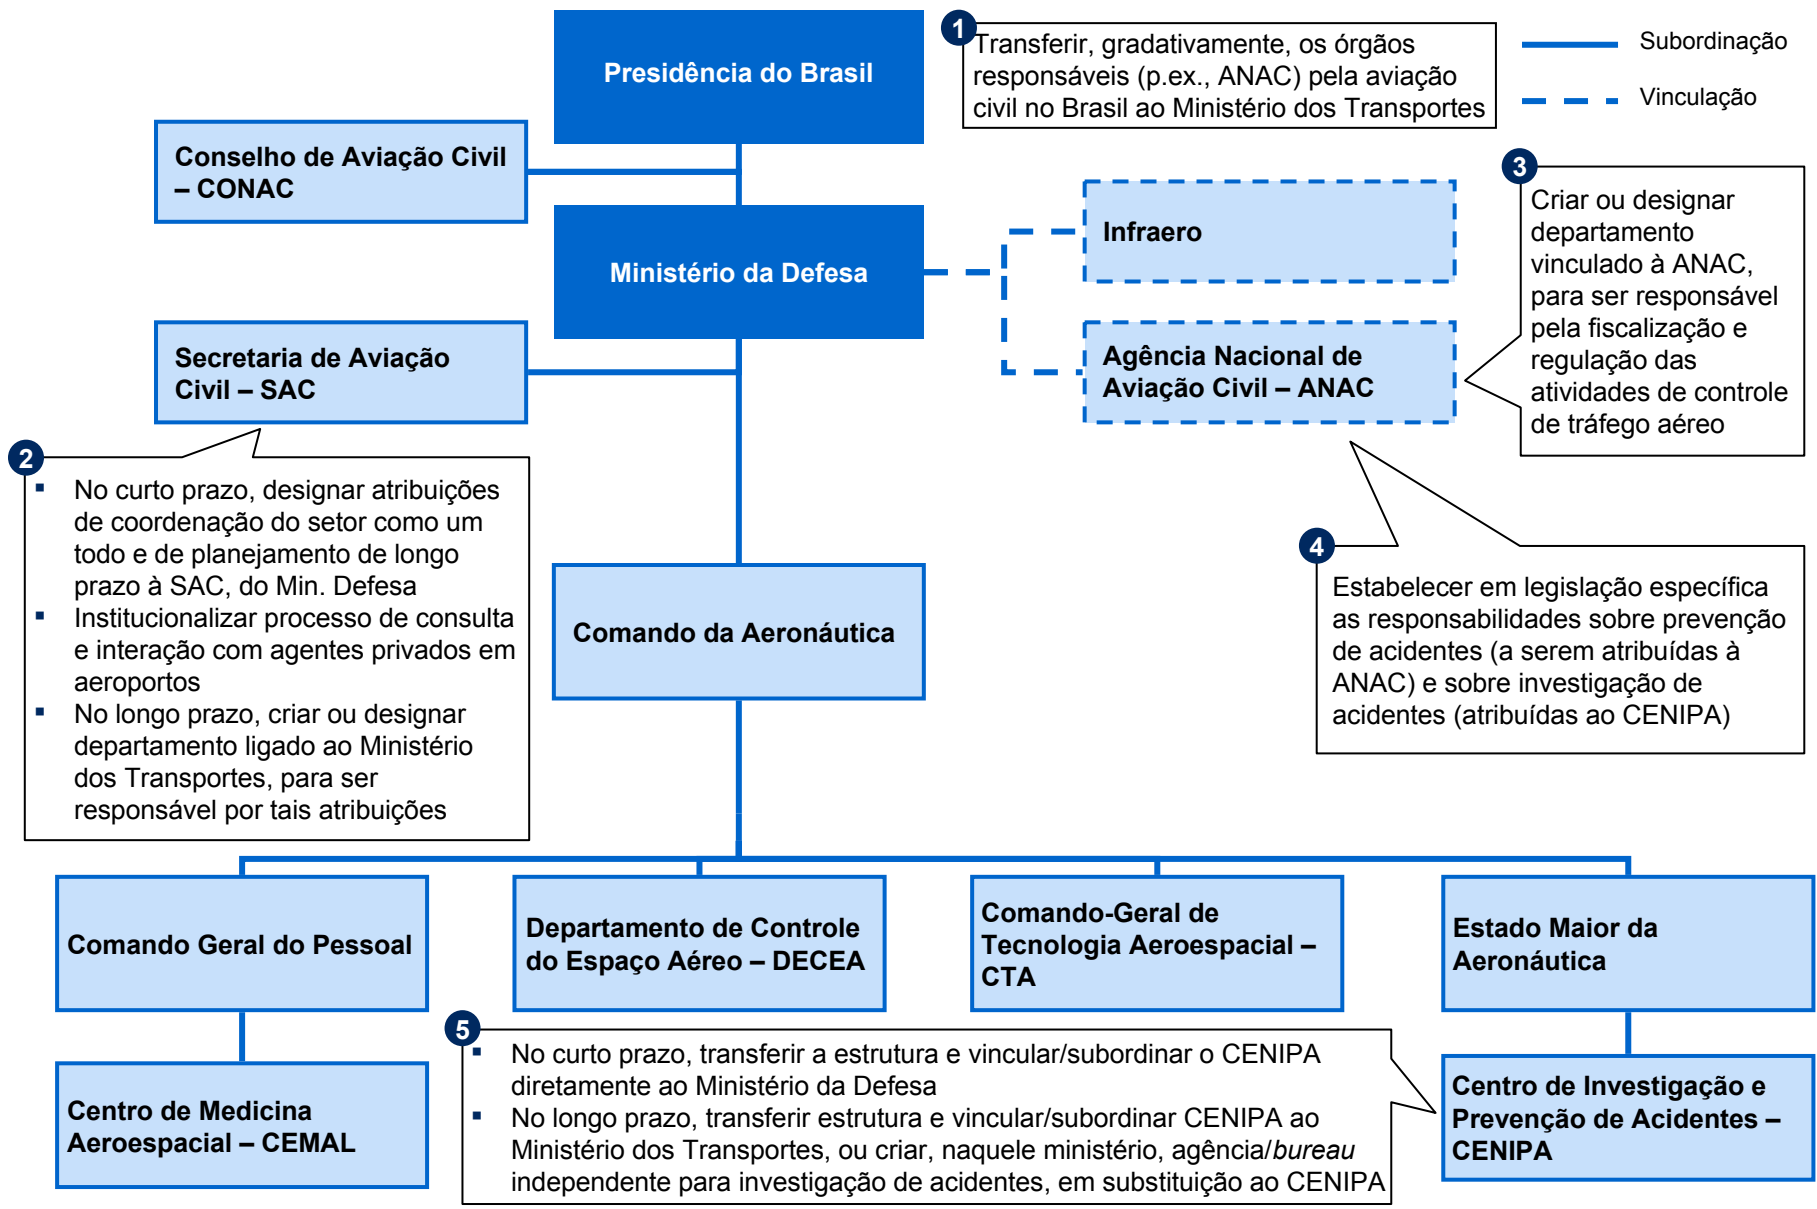 Presidência do Brasil
1
Transferir, gradativamente, os órgãos
responsáveis (p.ex., ANAC) pela aviação
civil no Brasil ao Ministério dos Transportes
Subordinação
Vinculação
Conselho de Aviação Civil
– CONAC
Ministério da Defesa
Infraero
3
Criar ou designar
departamento
vinculado à ANAC,
para ser responsável
pela fiscalização e
regulação das
atividades de controle
de tráfego aéreo
Secretaria de Aviação
Civil – SAC
Agência Nacional de
Aviação Civil – ANAC
2
▪ No curto prazo, designar atribuições
de coordenação do setor como um
todo e de planejamento de longo
prazo à SAC, do Min. Defesa
▪ Institucionalizar processo de consulta
e interação com agentes privados em
aeroportos
▪ No longo prazo, criar ou designar
departamento ligado ao Ministério
dos Transportes, para ser
responsável por tais atribuições
4
Estabelecer em legislação específica
as responsabilidades sobre prevenção
de acidentes (a serem atribuídas à
ANAC) e sobre investigação de
acidentes (atribuídas ao CENIPA)
Comando da Aeronáutica
Comando Geral do Pessoal
Departamento de Controle
do Espaço Aéreo – DECEA
Comando-Geral de
Tecnologia Aeroespacial –
CTA
Estado Maior da
Aeronáutica
5
▪ No curto prazo, transferir a estrutura e vincular/subordinar o CENIPA
diretamente ao Ministério da Defesa
▪ No longo prazo, transferir estrutura e vincular/subordinar CENIPA ao
Ministério dos Transportes, ou criar, naquele ministério, agência/bureau
independente para investigação de acidentes, em substituição ao CENIPA
Centro de Medicina
Aeroespacial – CEMAL
Centro de Investigação e
Prevenção de Acidentes –
CENIPA